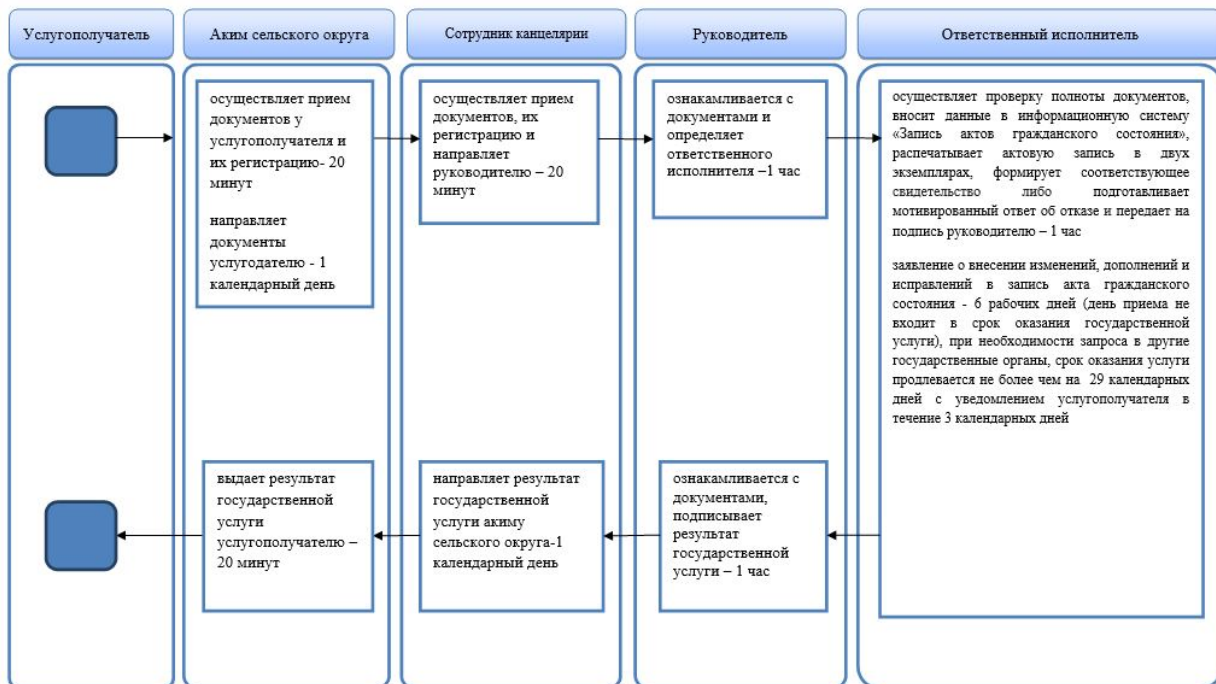 Услугополучатель
Аким сельского округа
Сотрудник канцелярии
Руководитель
Ответственный исполнитель
осуществляет прием
документов у
услугополучателя и
их регистрацию- 20
минут
направляет
документы
услугодателю - 1
календарный день
осуществляет прием
документов, их
регистрацию и
направляет
руководителю – 20
минут
ознакамливается с
документами и
определяет
ответственного
исполнителя –1 час
осуществляет проверку полноты документов,
вносит данные в информационную систему
«Запись актов гражданского состояния»,
распечатывает актовую запись в двух
экземплярах, формирует соответствующее
свидетельство либо подготавливает
мотивированный ответ об отказе и передает на
подпись руководителю – 1 час
заявление о внесении изменений, дополнений и
исправлений в запись акта гражданского
состояния - 6 рабочих дней (день приема не
входит в срок оказания государственной
услуги), при необходимости запроса в другие
государственные органы, срок оказания услуги
продлевается не более чем на 29 календарных
дней с уведомлением услугополучателя в
течение 3 календарных дней
выдает результат
государственной
услуги
услугополучателю –
20 минут
направляет результат
государственной
услуги акиму
сельского округа-1
календарный день
ознакамливается с
документами,
подписывает
результат
государственной
услуги – 1 час